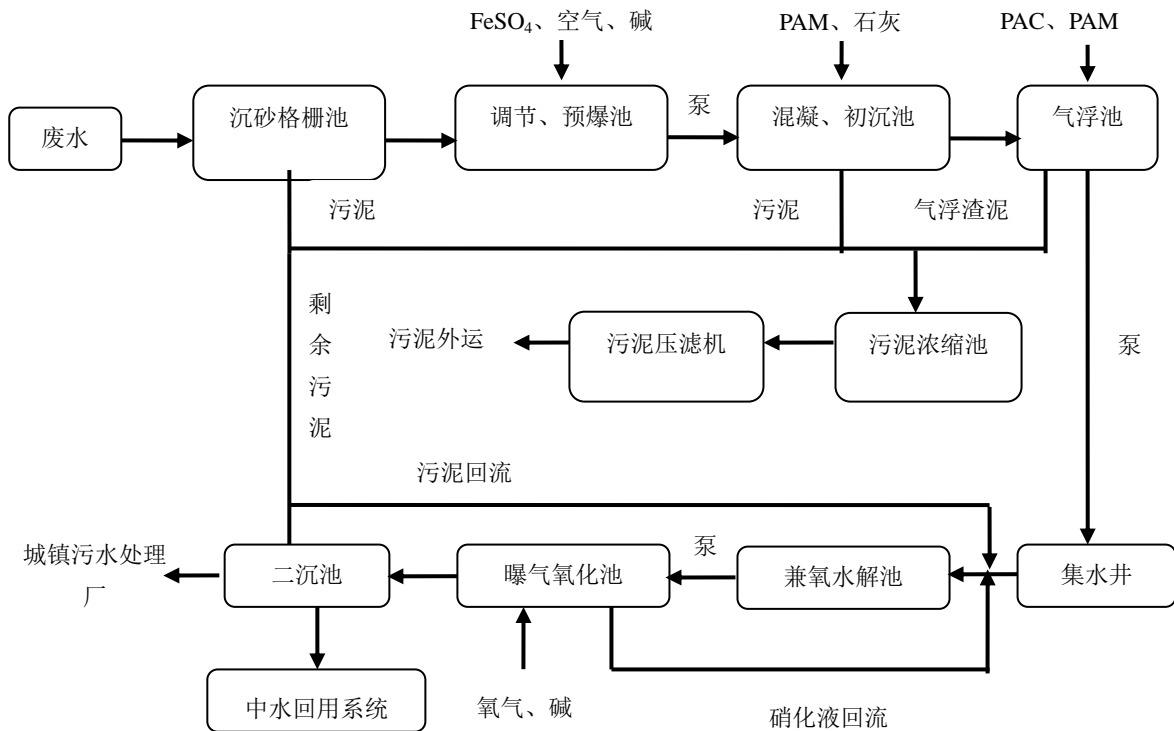 FeSO₄、空气、碱
PAM、石灰
PAC、PAM
废水
沉砂格栅池
调节、预爆池
泵
混凝、初沉池
气浮池
污泥
污泥
气浮渣泥
剩
余
污
泥
污泥外运
污泥压滤机
污泥浓缩池
泵
污泥回流
城镇污水处理
厂
二沉池
曝气氧化池
泵
兼氧水解池
集水井
中水回用系统
氧气、碱
硝化液回流